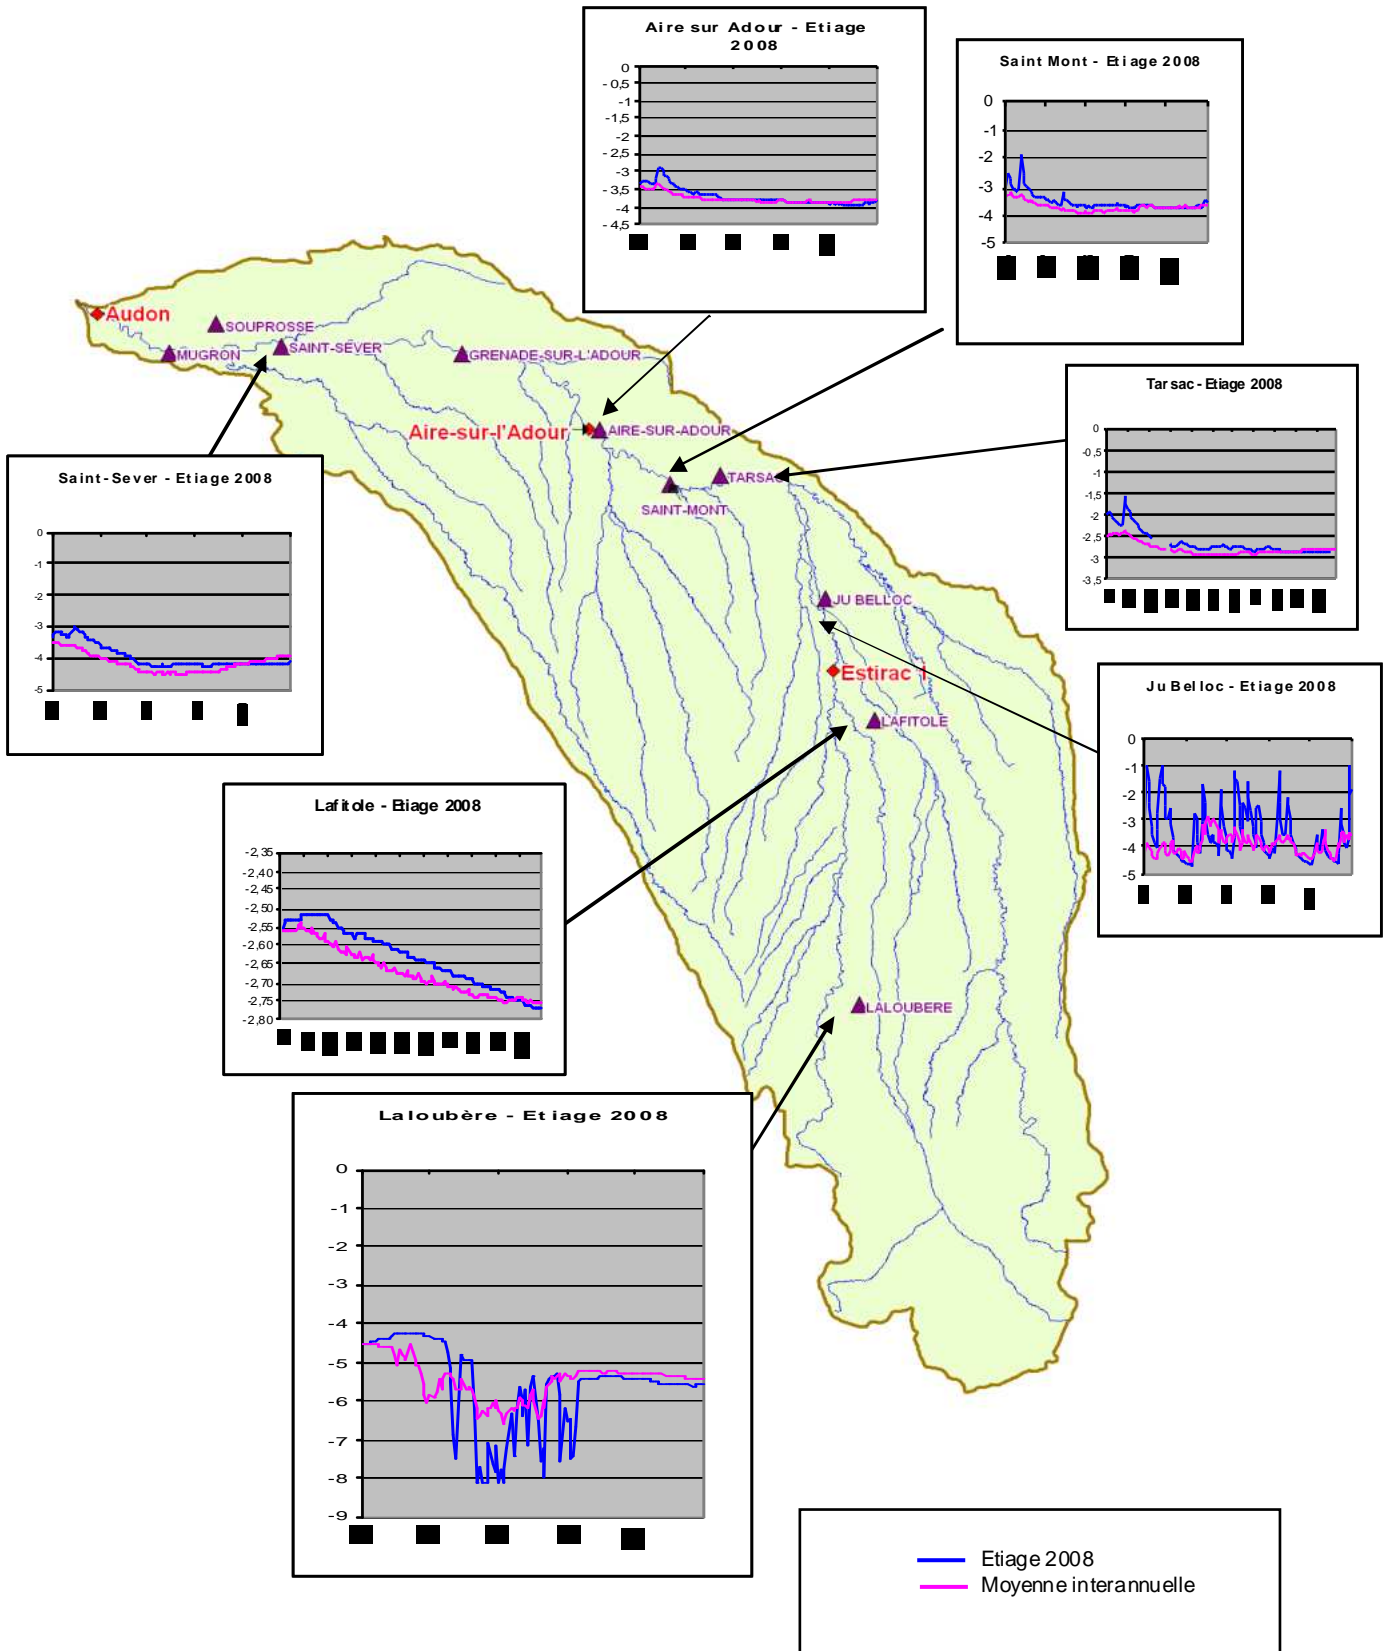 Aire sur Adour - Etiage
2008
0
-0,5
-1
-1,5
-2
-2,5
-3
-3,5
-4
-4,5
Saint Mont - Etiage 2008
0
-1
-2
-3
-4
-5
Audon
SOUPROSSE
MUGRON
SAINT-SEVER
GRENADE-SUR-L'ADOUR
Aire-sur-l'Adour
AIRE-SUR-ADOUR
TARSAC
SAINT-MONT
Tarsac - Etiage 2008
0
-0,5
-1
-1,5
-2
-2,5
-3
-3,5
Saint-Sever - Etiage 2008
0
-1
-2
-3
-4
-5
JU BELLOC
Estirac
LAFITOLE
Ju Belloc - Etiage 2008
0
-1
-2
-3
-4
-5
Lafitole - Etiage 2008
-2,35
-2,40
-2,45
-2,50
-2,55
-2,60
-2,65
-2,70
-2,75
-2,80
LALOUBERE
Laloubère - Etiage 2008
0
-1
-2
-3
-4
-5
-6
-7
-8
-9
Etiage 2008
Moyenne interannuelle